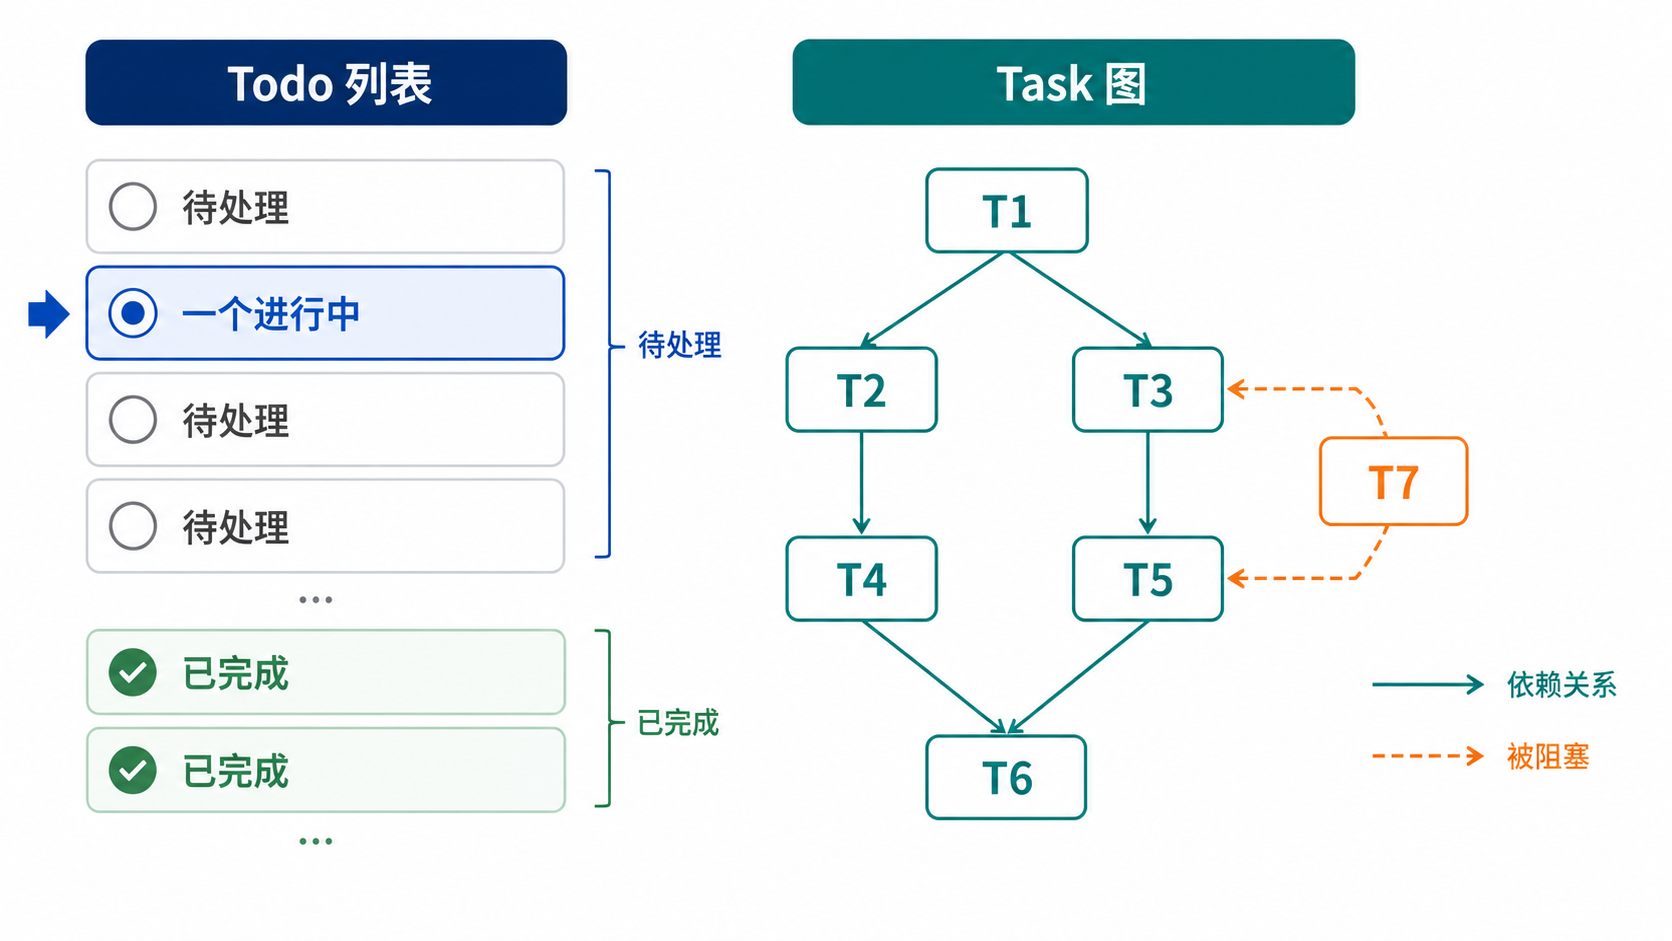 Todo 列表
待处理
一个进行中
待处理
待处理
...
待处理
已完成
已完成
...
已完成
Task 图
T1
T2
T3
T7
T4
T5
T6
依赖关系
被阻塞